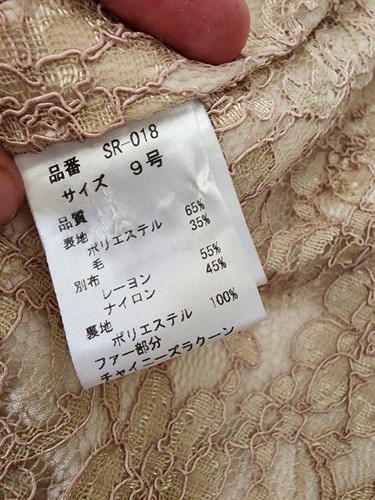 品番 SR-018
サイズ 9号
品質
表地
ポリエステル 65%
毛 35%
別布
レーヨン 55%
ナイロン 45%
裏地
ポリエステル 100%
ファー部分
チャイニーズラクーン